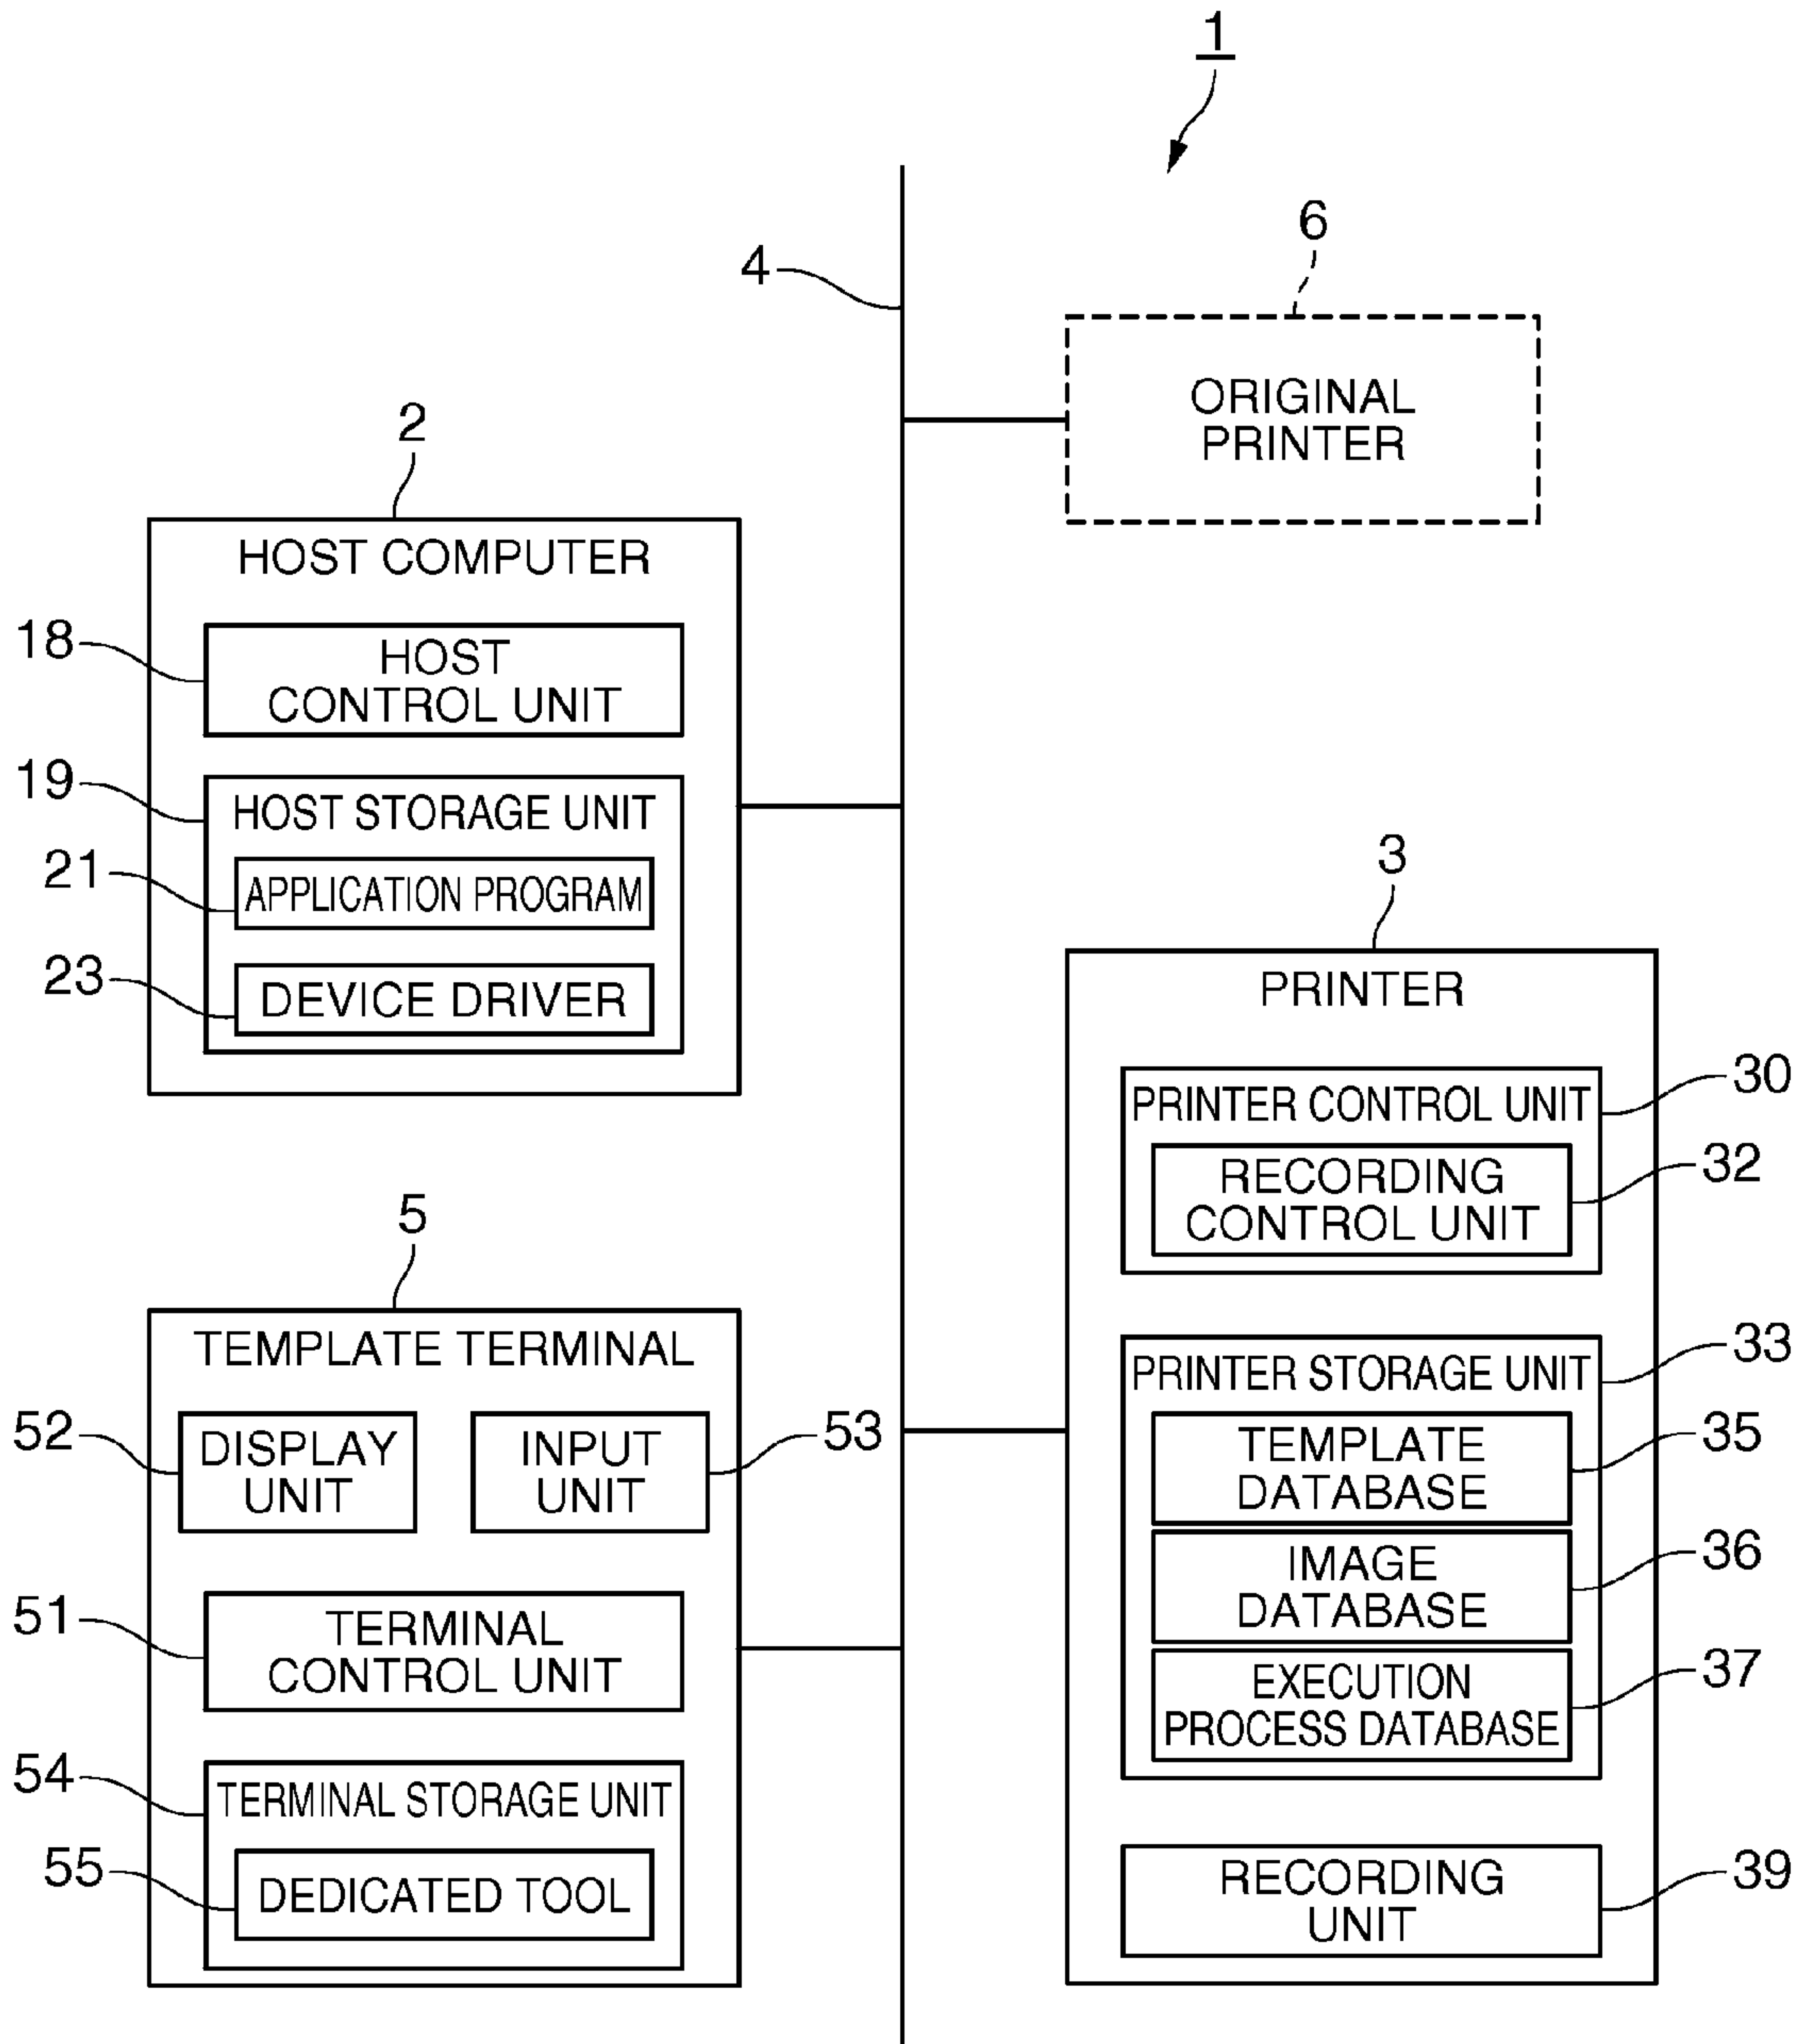 1
6
4
ORIGINAL
PRINTER
2
HOST COMPUTER
18
HOST
CONTROL UNIT
19
HOST STORAGE UNIT
21
APPLICATION PROGRAM
23
DEVICE DRIVER
3
PRINTER
30
PRINTER CONTROL UNIT
32
RECORDING
CONTROL UNIT
33
PRINTER STORAGE UNIT
35
TEMPLATE
DATABASE
36
IMAGE
DATABASE
37
EXECUTION
PROCESS DATABASE
39
RECORDING
UNIT
5
TEMPLATE TERMINAL
52
DISPLAY
UNIT
53
INPUT
UNIT
51
TERMINAL
CONTROL UNIT
54
TERMINAL STORAGE UNIT
55
DEDICATED TOOL